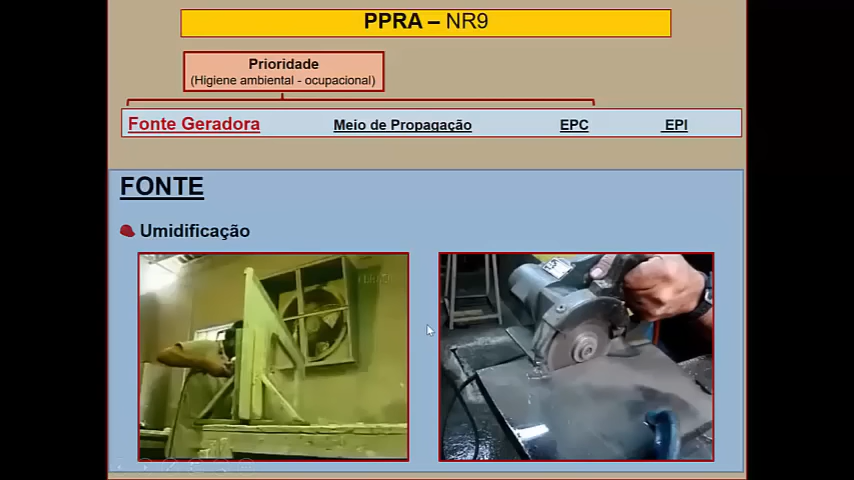 PPRA – NR9
Prioridade
(Higiene ambiental - ocupacional)
Fonte Geradora Meio de Propagação EPC EPI
FONTE
Umidificação